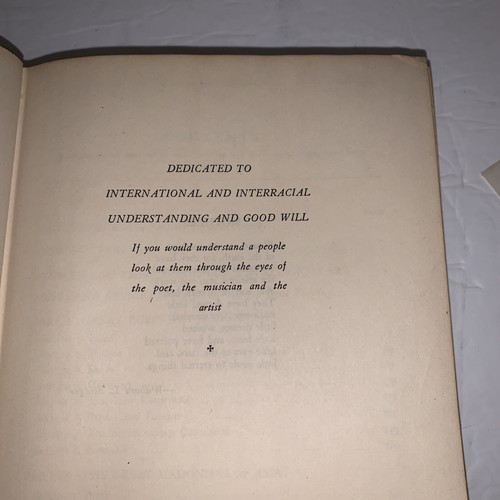 DEDICATED TO
INTERNATIONAL AND INTERRACIAL
UNDERSTANDING AND GOOD WILL
If you would understand a people
look at them through the eyes of
the poet, the musician and the
artist